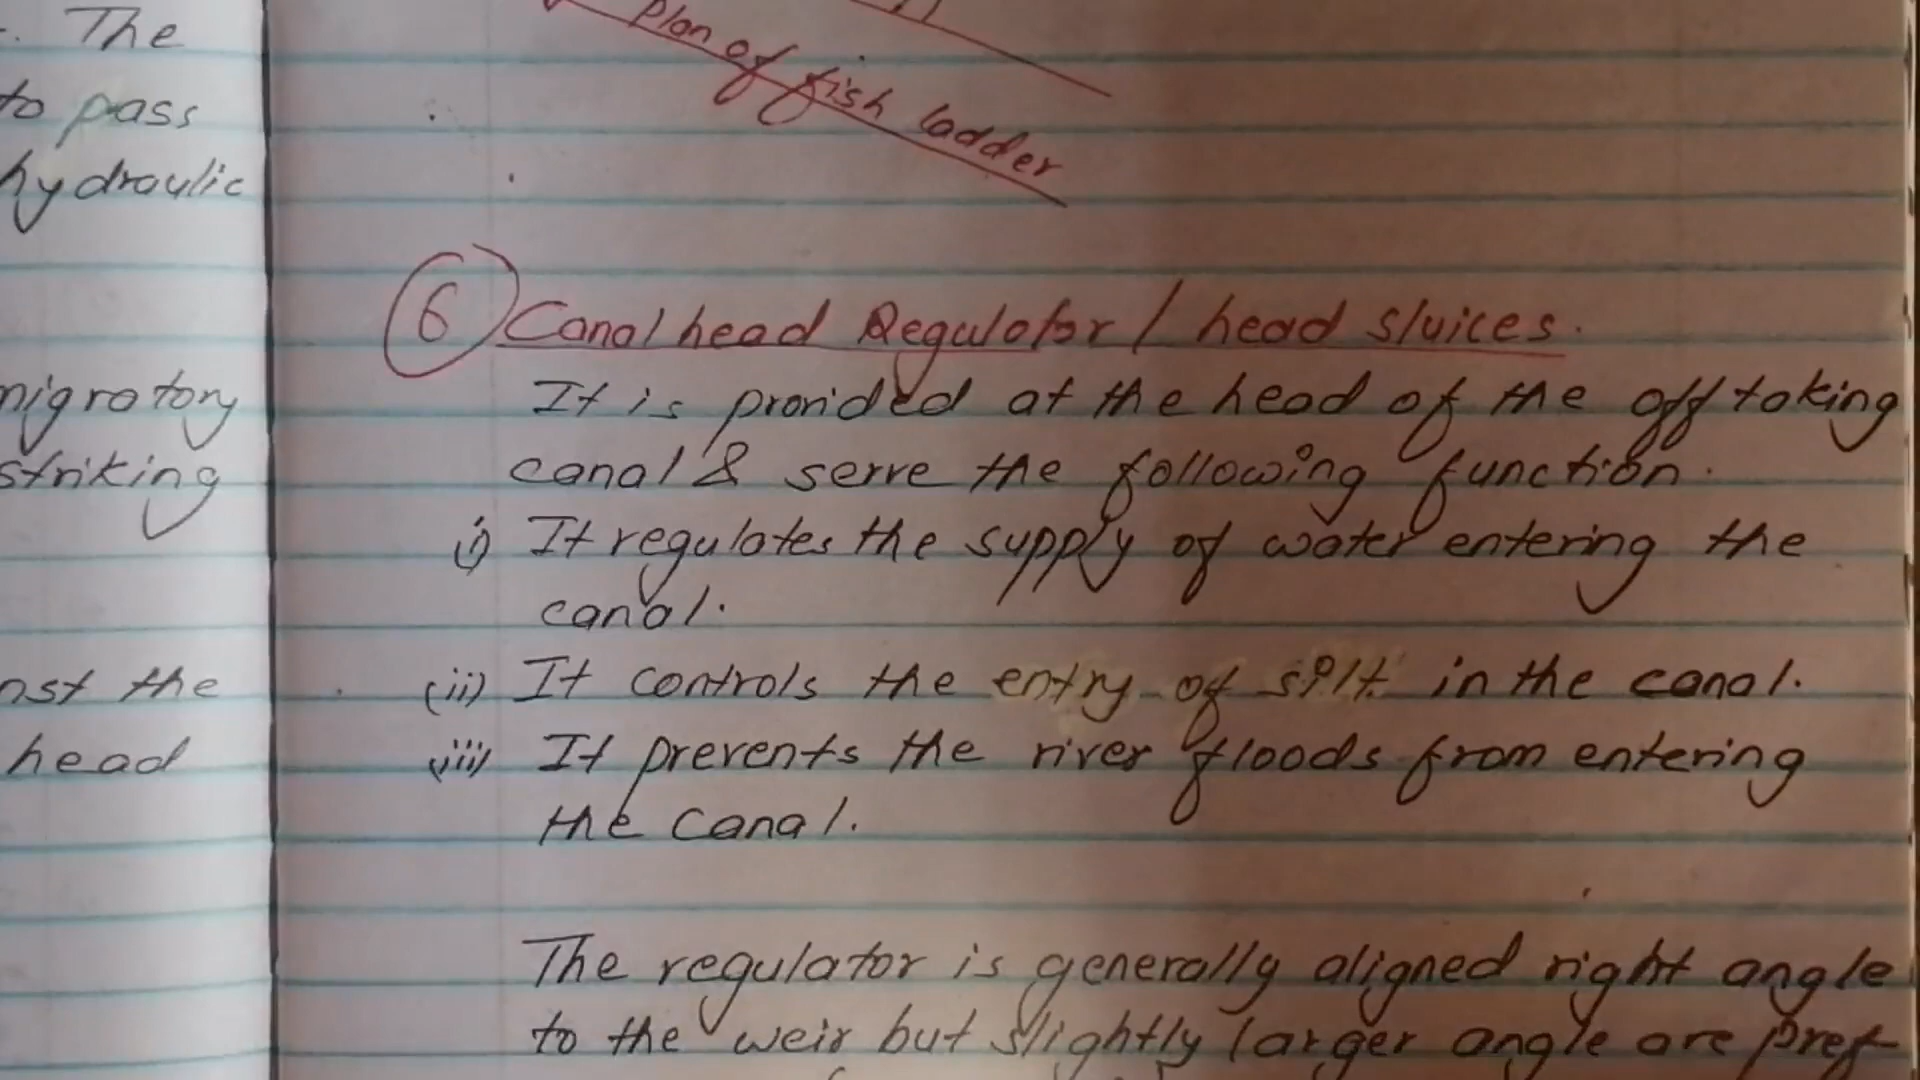 . The
to pass
hydraulic
migratory
striking
nst the
head
Plan of fish ladder
6 Canal head Regulator / head sluices.
It is provided at the head of the off taking
canal & serve the following function.
i) It regulates the supply of water entering the
canal.
(ii) It controls the entry of silt in the canal.
(iii) It prevents the river floods from entering
the canal.
The regulator is generally aligned right angle
to the weir but slightly larger angle are pref